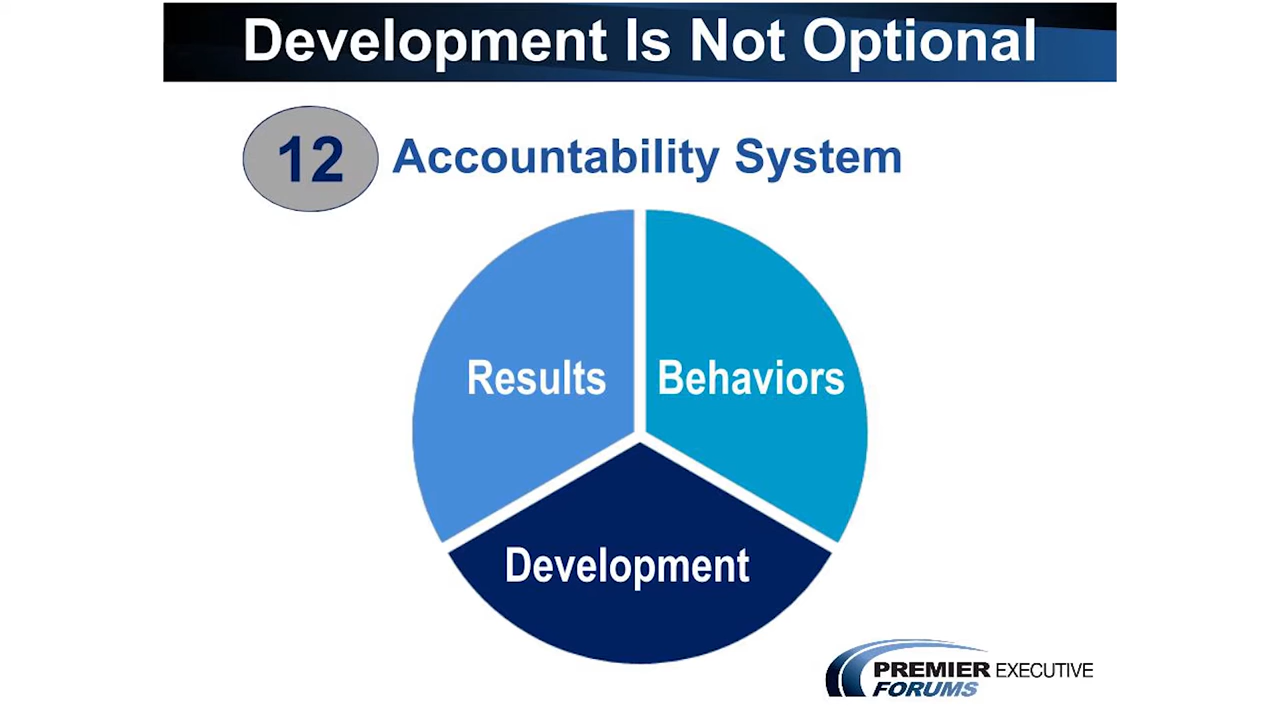 Development Is Not Optional
12 Accountability System
Results Behaviors
Development
PREMIER EXECUTIVE
FORUMS